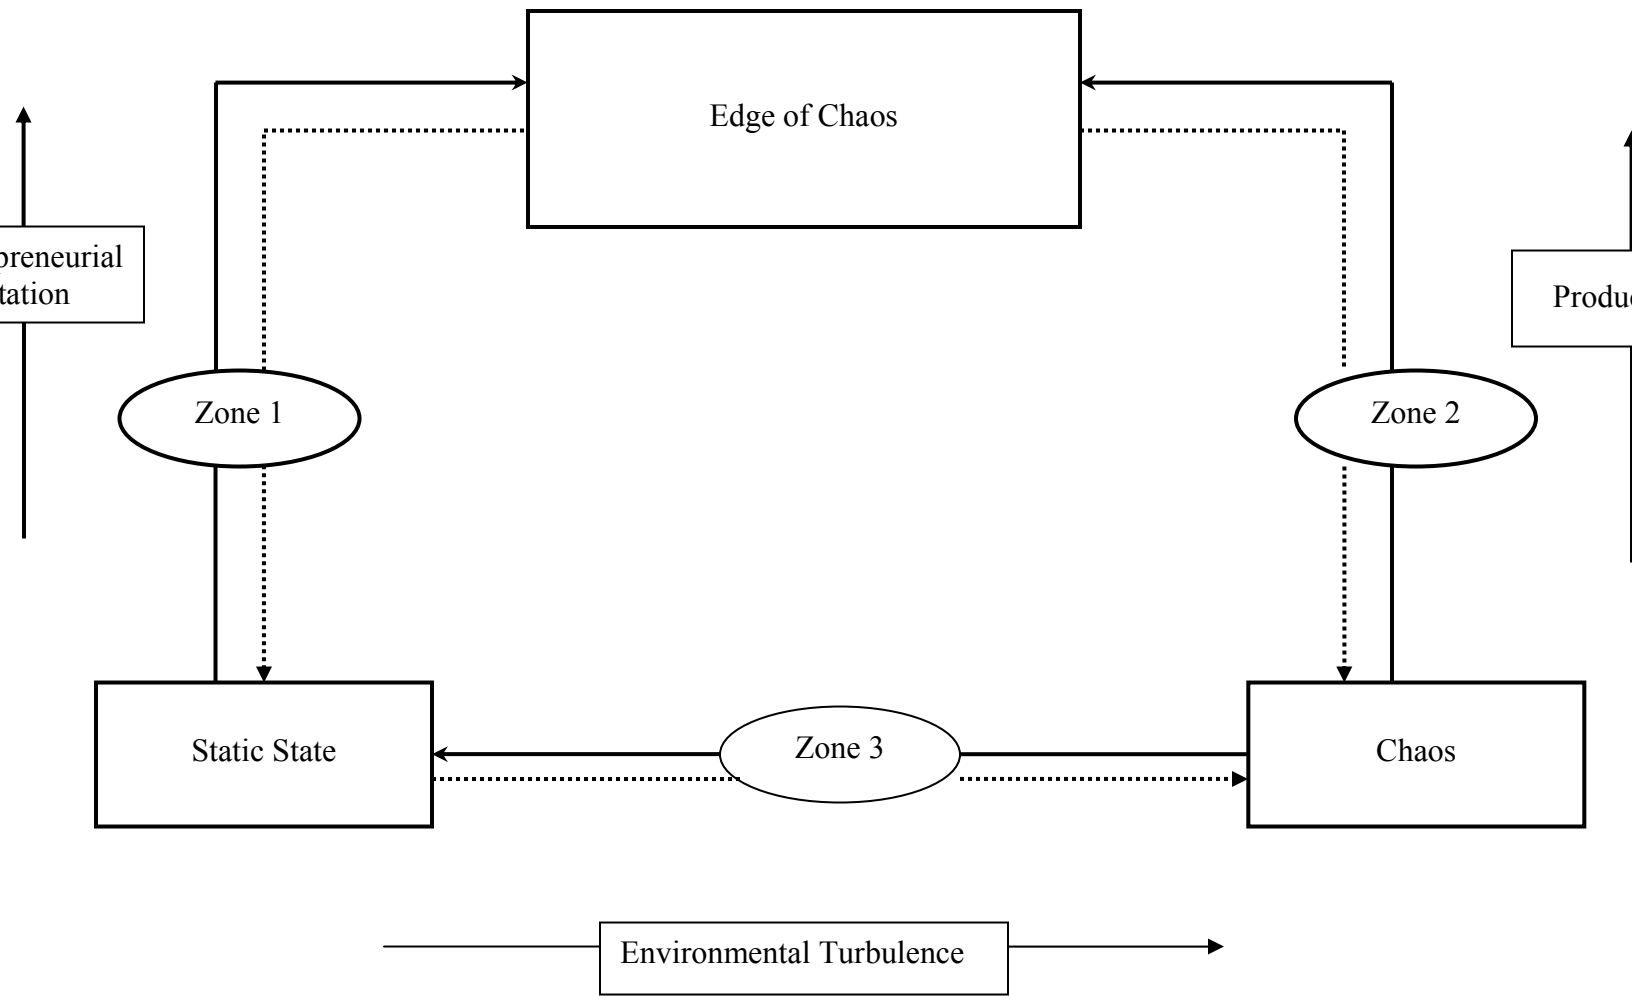 Edge of Chaos
preneurial
tation
Produc
Zone 1
Zone 2
Static State
Zone 3
Chaos
Environmental Turbulence